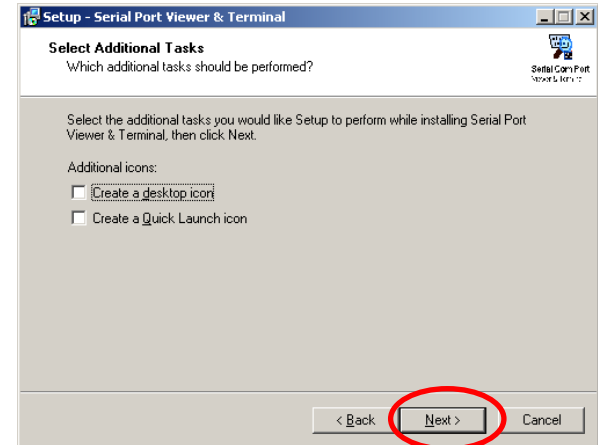 Setup - Serial Port Viewer & Terminal
Select Additional Tasks
Which additional tasks should be performed?
Serial Com Port
Select the additional tasks you would like Setup to perform while installing Serial Port
Viewer & Terminal, then click Next.
Additional icons:
Create a desktop icon
Create a Quick Launch icon
< Back
Next >
Cancel